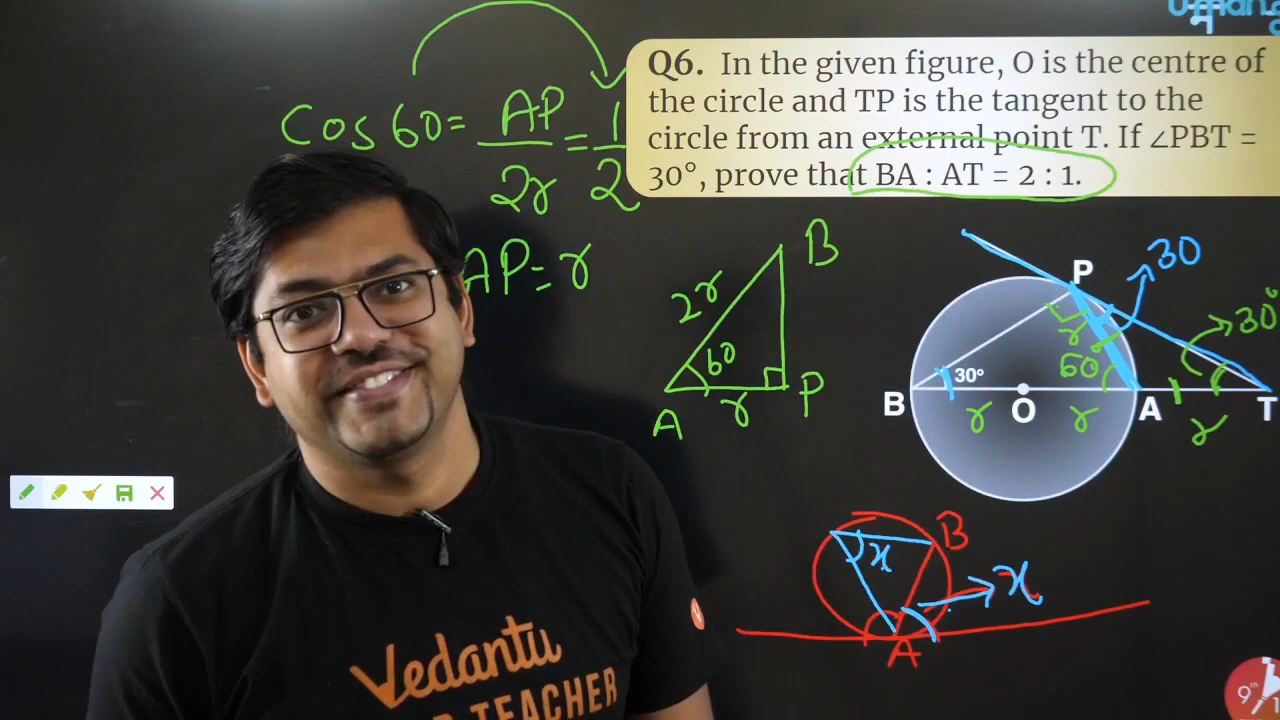 Q6. In the given figure, O is the centre of
the circle and TP is the tangent to the
circle from an external point T. If ∠PBT =
30°, prove that BA : AT = 2 : 1.
Cos 60 = AP/2r = 1/2
AP = r
B
2r
60
A
r
P
P
30
30°
r
60
30°
B
r
O
r
A
r
T
B
x
x
A
Vedantu
TEACHER
9th